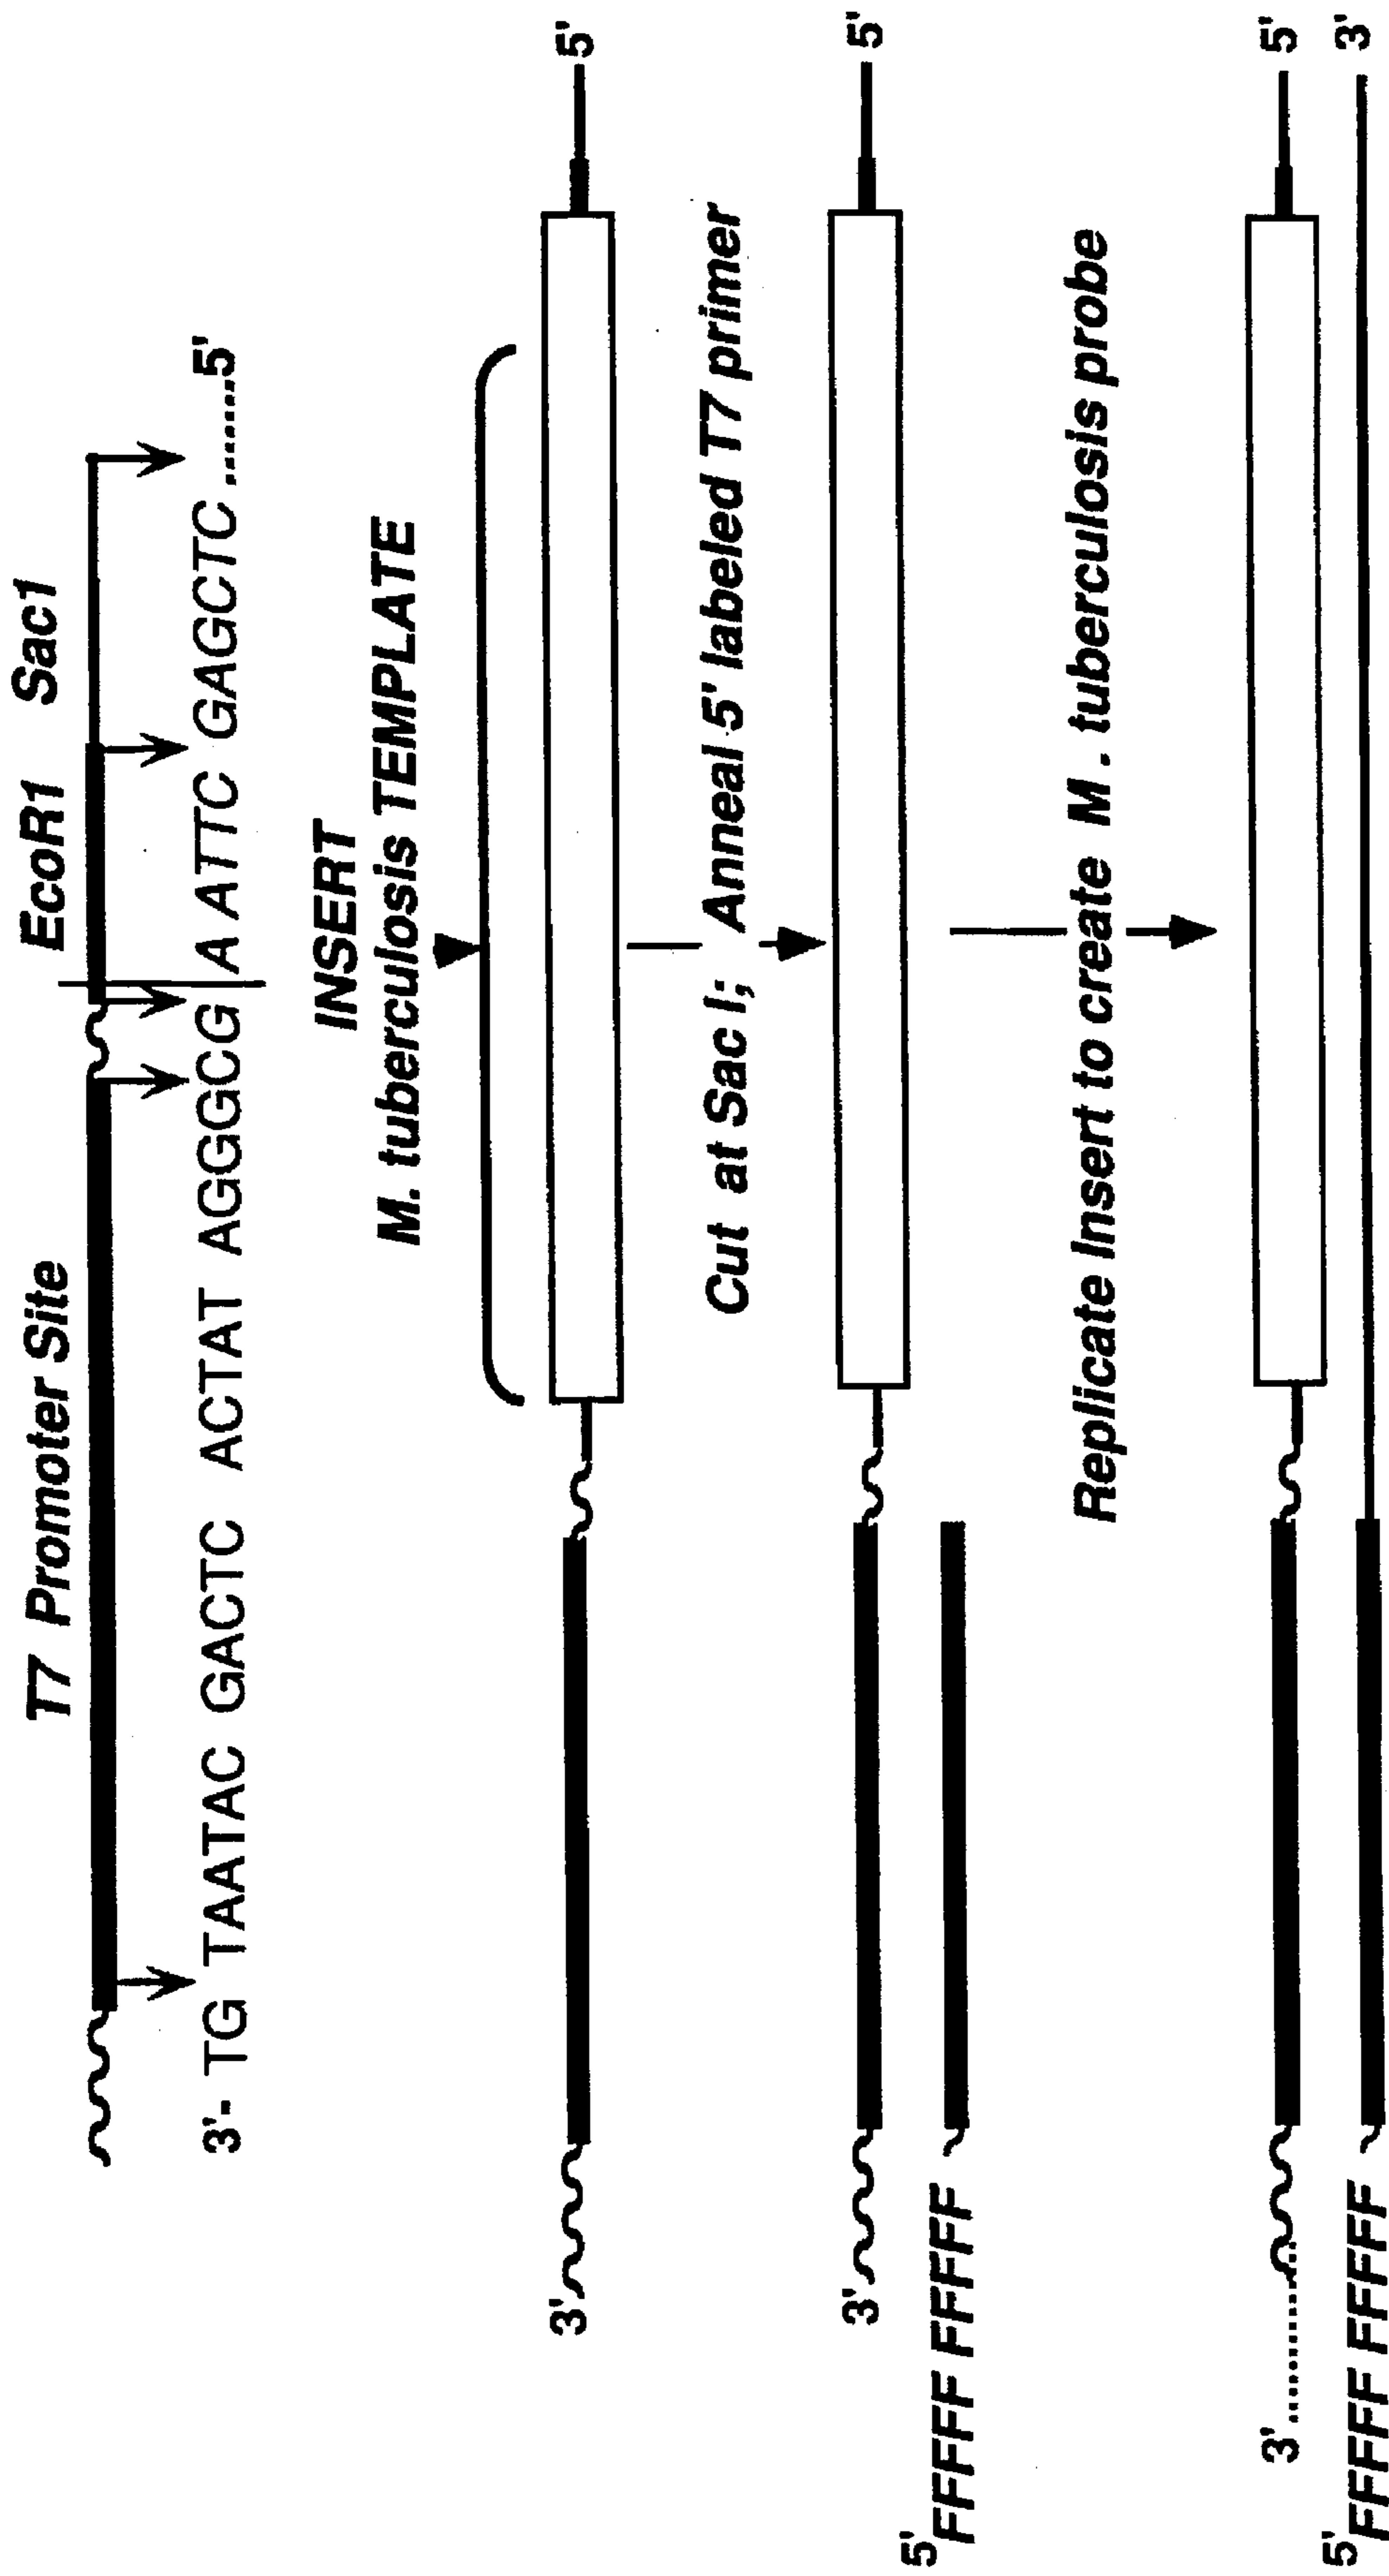 T7 Promoter Site EcoR1 Sac1
3'- TG TAATAC GACTC ACTAT AGGGCG A ATTC GAGCTC .......5'
INSERT
M. tuberculosis TEMPLATE
3' 5'
Cut at Sac I; Anneal 5' labeled T7 primer
3' 5'
5' FFFFF FFFFF
Replicate Insert to create M. tuberculosis probe
3' 5'
5' FFFFF FFFFF 3'